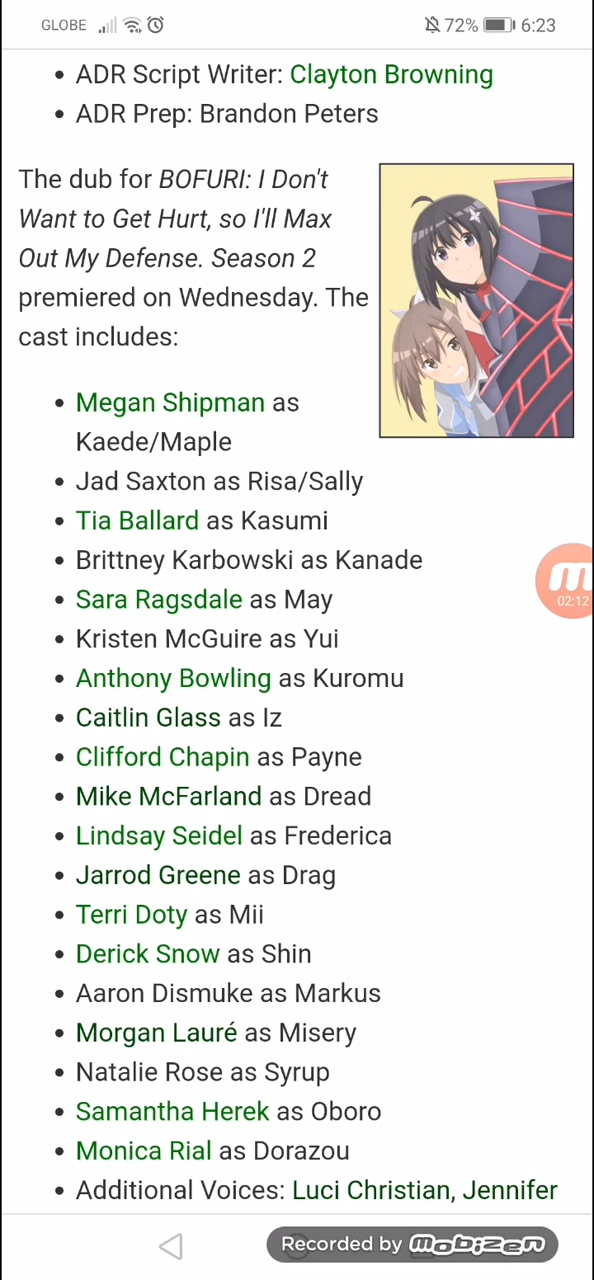 GLOBE 72% 6:23
ADR Script Writer: Clayton Browning
ADR Prep: Brandon Peters
The dub for BOFURI: I Don't
Want to Get Hurt, so I'll Max
Out My Defense. Season 2
premiered on Wednesday. The
cast includes:
Megan Shipman as
Kaede/Maple
Jad Saxton as Risa/Sally
Tia Ballard as Kasumi
Brittney Karbowski as Kanade
02:12
Sara Ragsdale as May
Kristen McGuire as Yui
Anthony Bowling as Kuromu
Caitlin Glass as Iz
Clifford Chapin as Payne
Mike McFarland as Dread
Lindsay Seidel as Frederica
Jarrod Greene as Drag
Terri Doty as Mii
Derick Snow as Shin
Aaron Dismuke as Markus
Morgan Lauré as Misery
Natalie Rose as Syrup
Samantha Herek as Oboro
Monica Rial as Dorazou
Additional Voices: Luci Christian, Jennifer
Recorded by mobizen